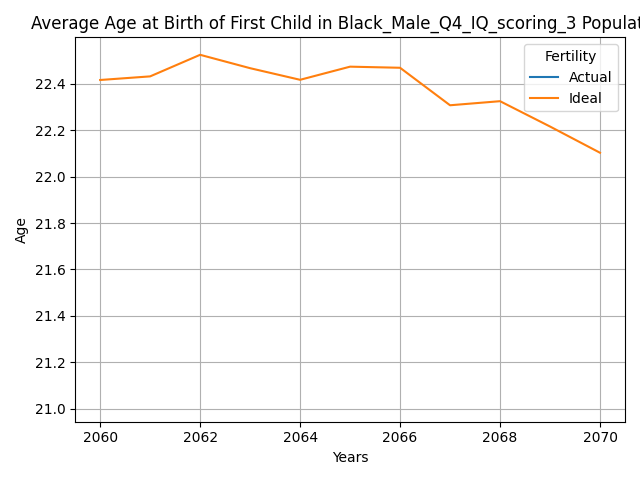 Average Age at Birth of First Child in Black_Male_Q4_IQ_scoring_3 Populat
Fertility
Actual
Ideal
22.4
22.2
22.0
21.8
21.6
21.4
21.2
21.0
Age
2060 2062 2064 2066 2068 2070
Years